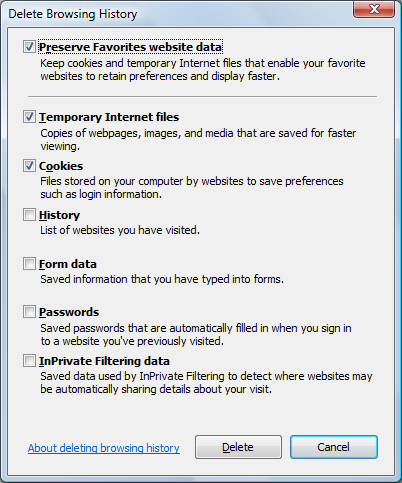 Delete Browsing History
Preserve Favorites website data
Keep cookies and temporary Internet files that enable your favorite
websites to retain preferences and display faster.
Temporary Internet files
Copies of webpages, images, and media that are saved for faster
viewing.
Cookies
Files stored on your computer by websites to save preferences
such as login information.
History
List of websites you have visited.
Form data
Saved information that you have typed into forms.
Passwords
Saved passwords that are automatically filled in when you sign in
to a website you've previously visited.
InPrivate Filtering data
Saved data used by InPrivate Filtering to detect where websites may
be automatically sharing details about your visit.
About deleting browsing history
Delete
Cancel